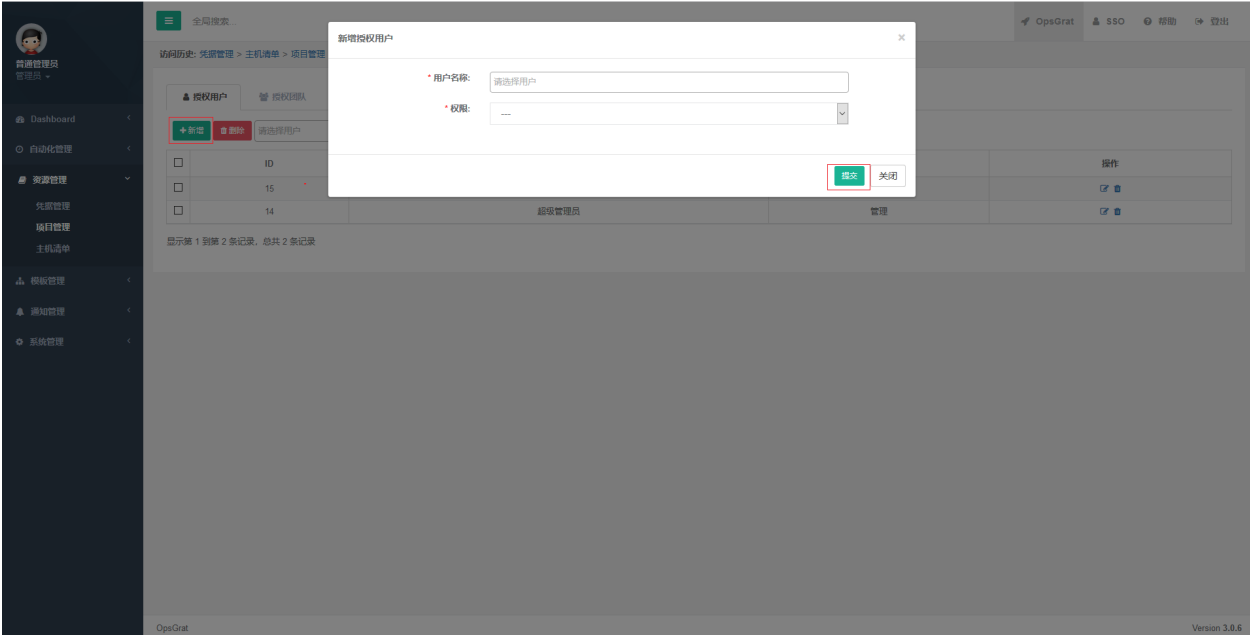 全局搜索...
OpsGrat SSO 帮助 登出
普通管理员
管理员
访问历史: 凭据管理 > 主机清单 > 项目管理
新增授权用户 ×
* 用户名称: 请选择用户
* 权限: ---
提交 关闭
授权用户 授权团队
+新增 删除 请选择用户
ID 操作
15 *
14 超级管理员 管理
显示第 1 到第 2 条记录，总共 2 条记录
Dashboard
自动化管理
资源管理
凭据管理
项目管理
主机清单
模板管理
通知管理
系统管理
OpsGrat Version 3.0.6